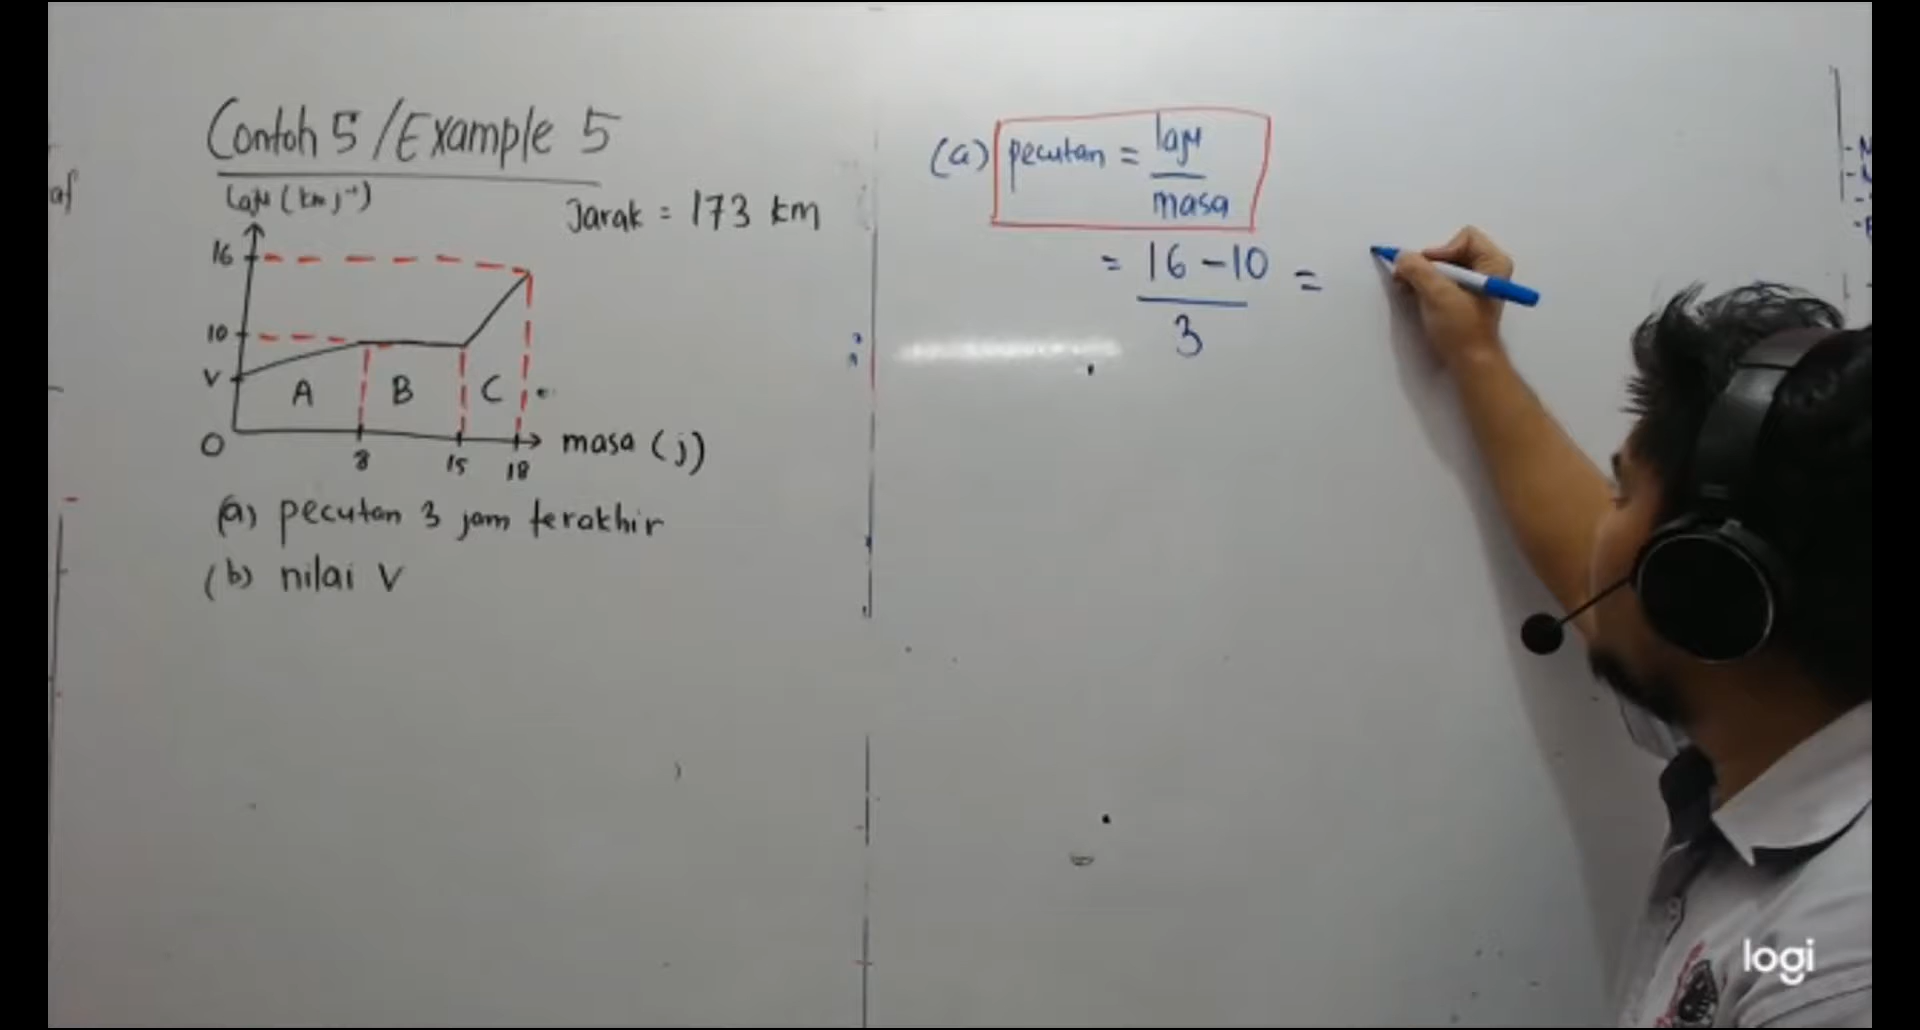 Contoh 5 / Example 5
Laju (km j⁻¹)
Jarak = 173 km
16
10
V
A B C
O
8 15 18
masa (j)
(a) pecutan 3 jam terakhir
(b) nilai V
(a) pecutan = laju
masa
= 16 - 10 =
3
af
logi